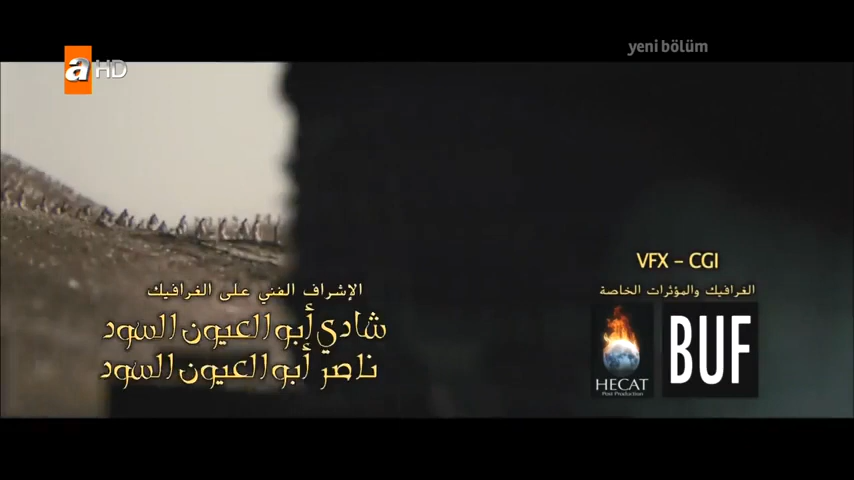 yeni bölüm
a HD
VFX – CGI
الغرافيك والمؤثرات الخاصة
HECAT
Post Production
BUF
الإشراف الفني على الغرافيك
شادي أبو العيون السود
ناصر أبو العيون السود